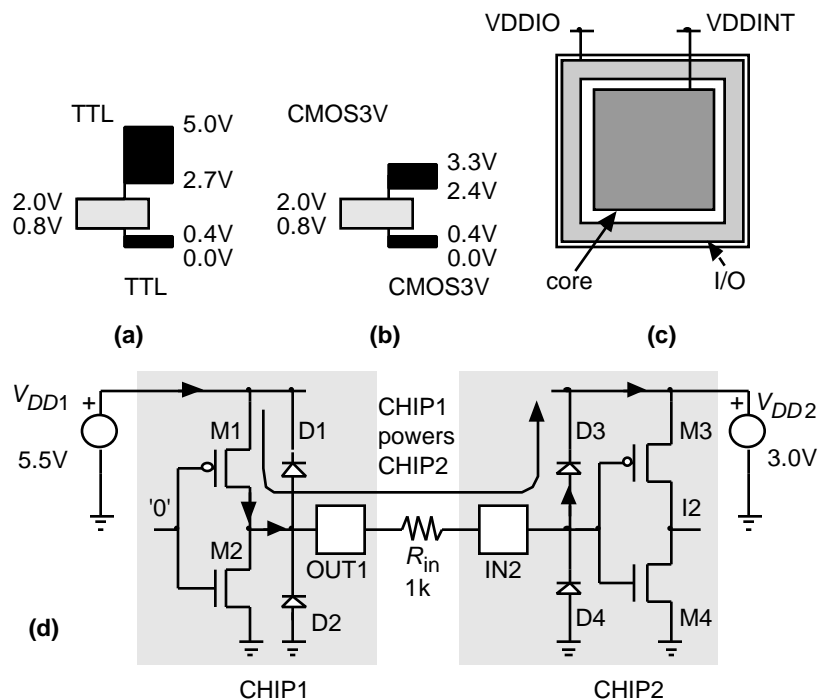 VDDIO
VDDINT
TTL
5.0V
2.7V
2.0V
0.8V
0.4V
0.0V
TTL
CMOS3V
3.3V
2.4V
2.0V
0.8V
0.4V
0.0V
CMOS3V
core
I/O
(a)
(b)
(c)
VDD1
+
5.5V
M1
D1
'0'
M2
D2
OUT1
CHIP1
powers
CHIP2
Rin
1k
IN2
D3
D4
M3
I2
M4
VDD2
+
3.0V
(d)
CHIP1
CHIP2